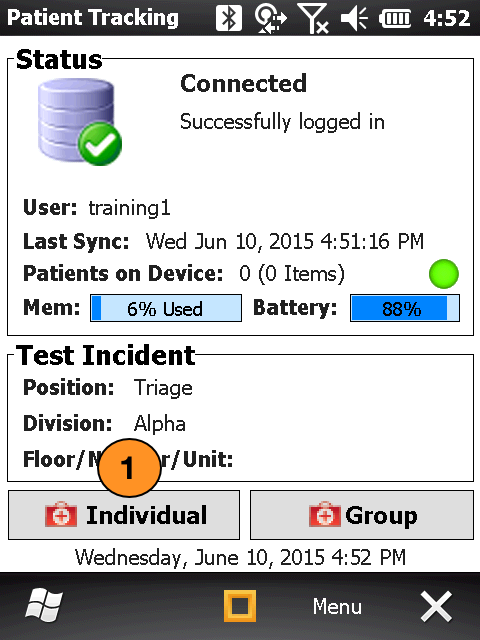 Patient Tracking 4:52
Status
Connected
Successfully logged in
User: training1
Last Sync: Wed Jun 10, 2015 4:51:16 PM
Patients on Device: 0 (0 Items)
Mem: 6% Used Battery: 88%
Test Incident
Position: Triage
Division: Alpha
Floor/N r/Unit:
1
Individual Group
Wednesday, June 10, 2015 4:52 PM
Menu